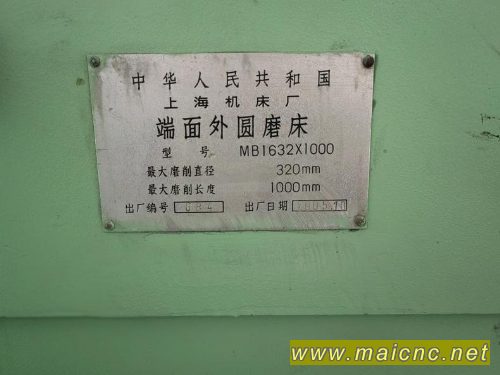 中华人民共和国
上海机床厂
端面外圆磨床
型号 MB1632X1000
最大磨削直径 320mm
最大磨削长度 1000mm
出厂编号
出厂日期
www.maicnc.net